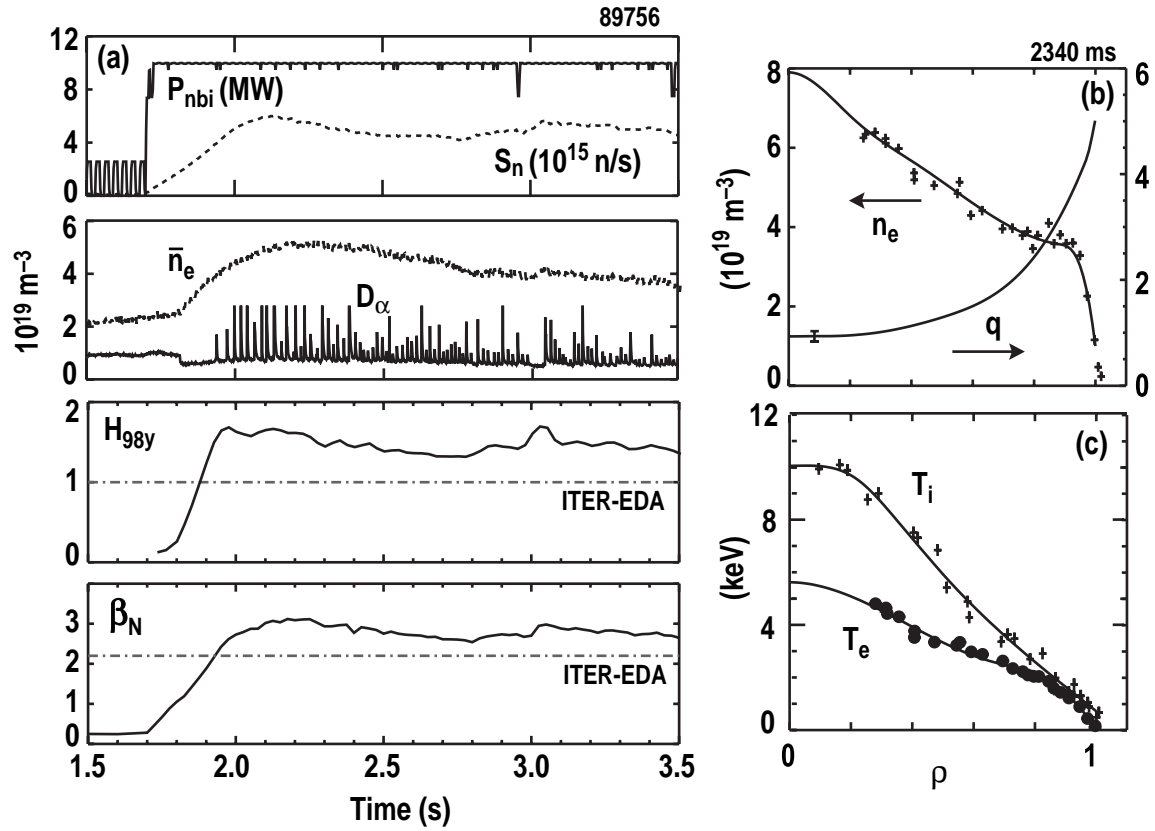 89756
12
(a)
P_nbi (MW)
8
4
S_n (10^15 n/s)
0
6
n̄_e
4
D_α
2
0
10^19 m^−3
2
H_98y
1
ITER-EDA
0
β_N
3
2
ITER-EDA
1
0
1.5 2.0 2.5 3.0 3.5
Time (s)
2340 ms
8 6
(b)
5
6
4
n_e
4 3
2
2
q
1
0 0
(10^19 m^−3)
12
(c)
T_i
8
(keV)
4
T_e
0
0 1
ρ